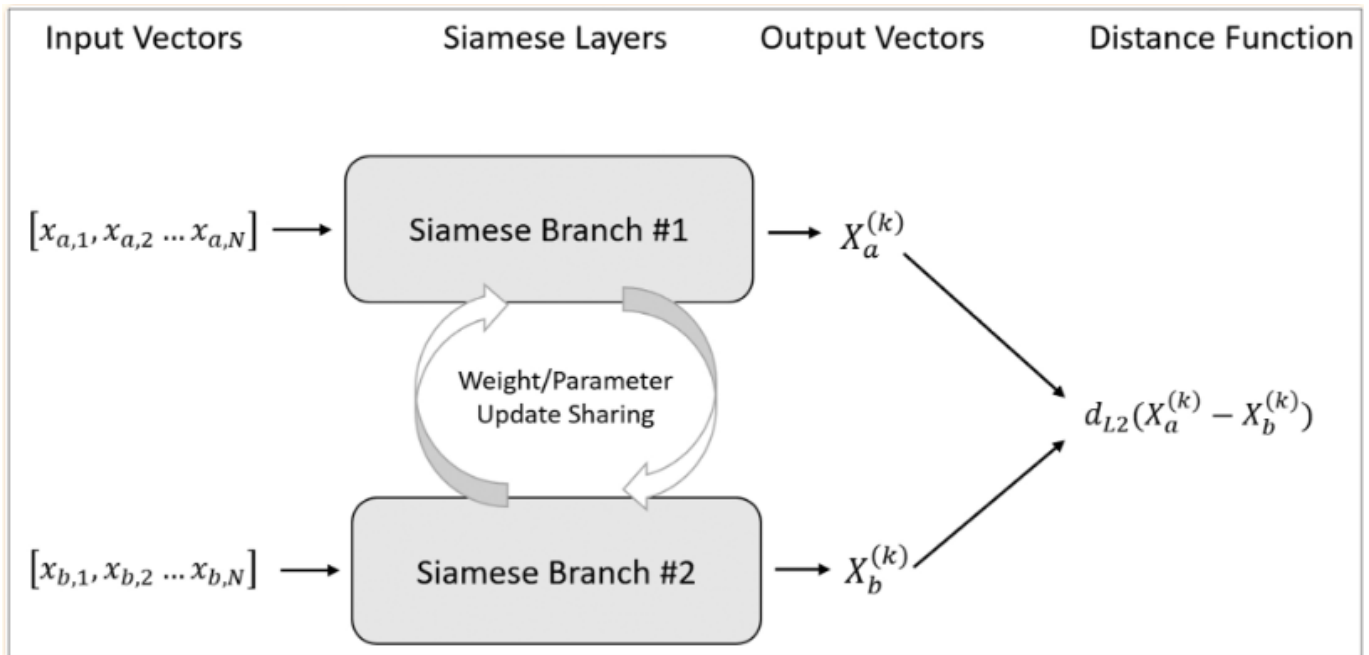 Input Vectors Siamese Layers Output Vectors Distance Function
[x_{a,1}, x_{a,2} … x_{a,N}] Siamese Branch #1 X_a^{(k)}
Weight/Parameter
Update Sharing
d_{L2}(X_a^{(k)} − X_b^{(k)})
[x_{b,1}, x_{b,2} … x_{b,N}] Siamese Branch #2 X_b^{(k)}